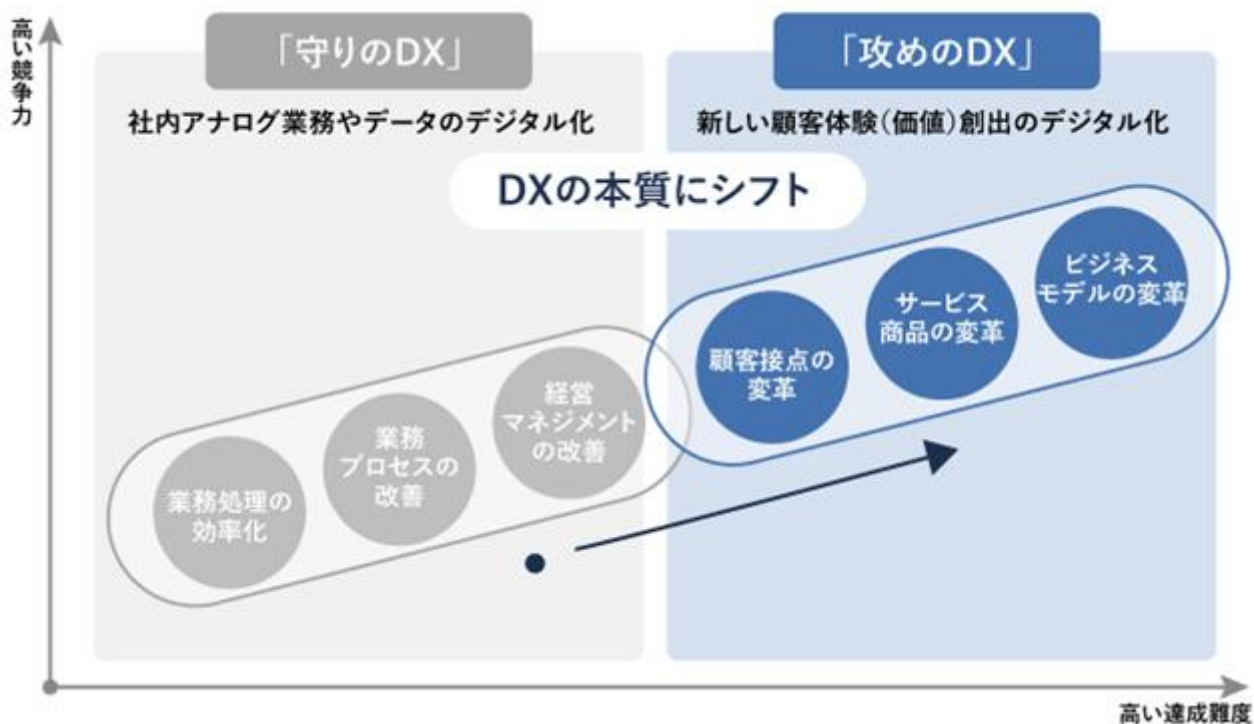 高い競争力
「守りのDX」
社内アナログ業務やデータのデジタル化
「攻めのDX」
新しい顧客体験(価値)創出のデジタル化
DXの本質にシフト
業務処理の
効率化
業務
プロセスの
改善
経営
マネジメント
の改善
顧客接点の
変革
サービス
商品の変革
ビジネス
モデルの変革
高い達成難度